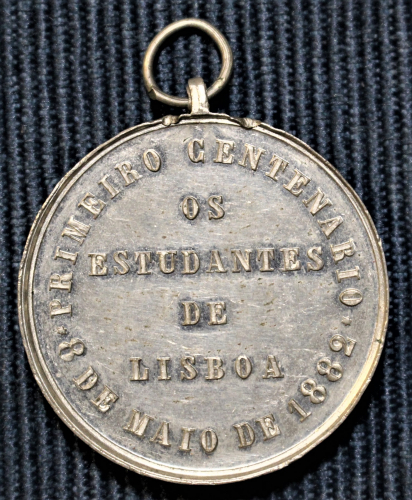 PRIMEIRO CENTENARIO
OS
ESTUDANTES
DE
LISBOA
8 DE MAIO DE 1882